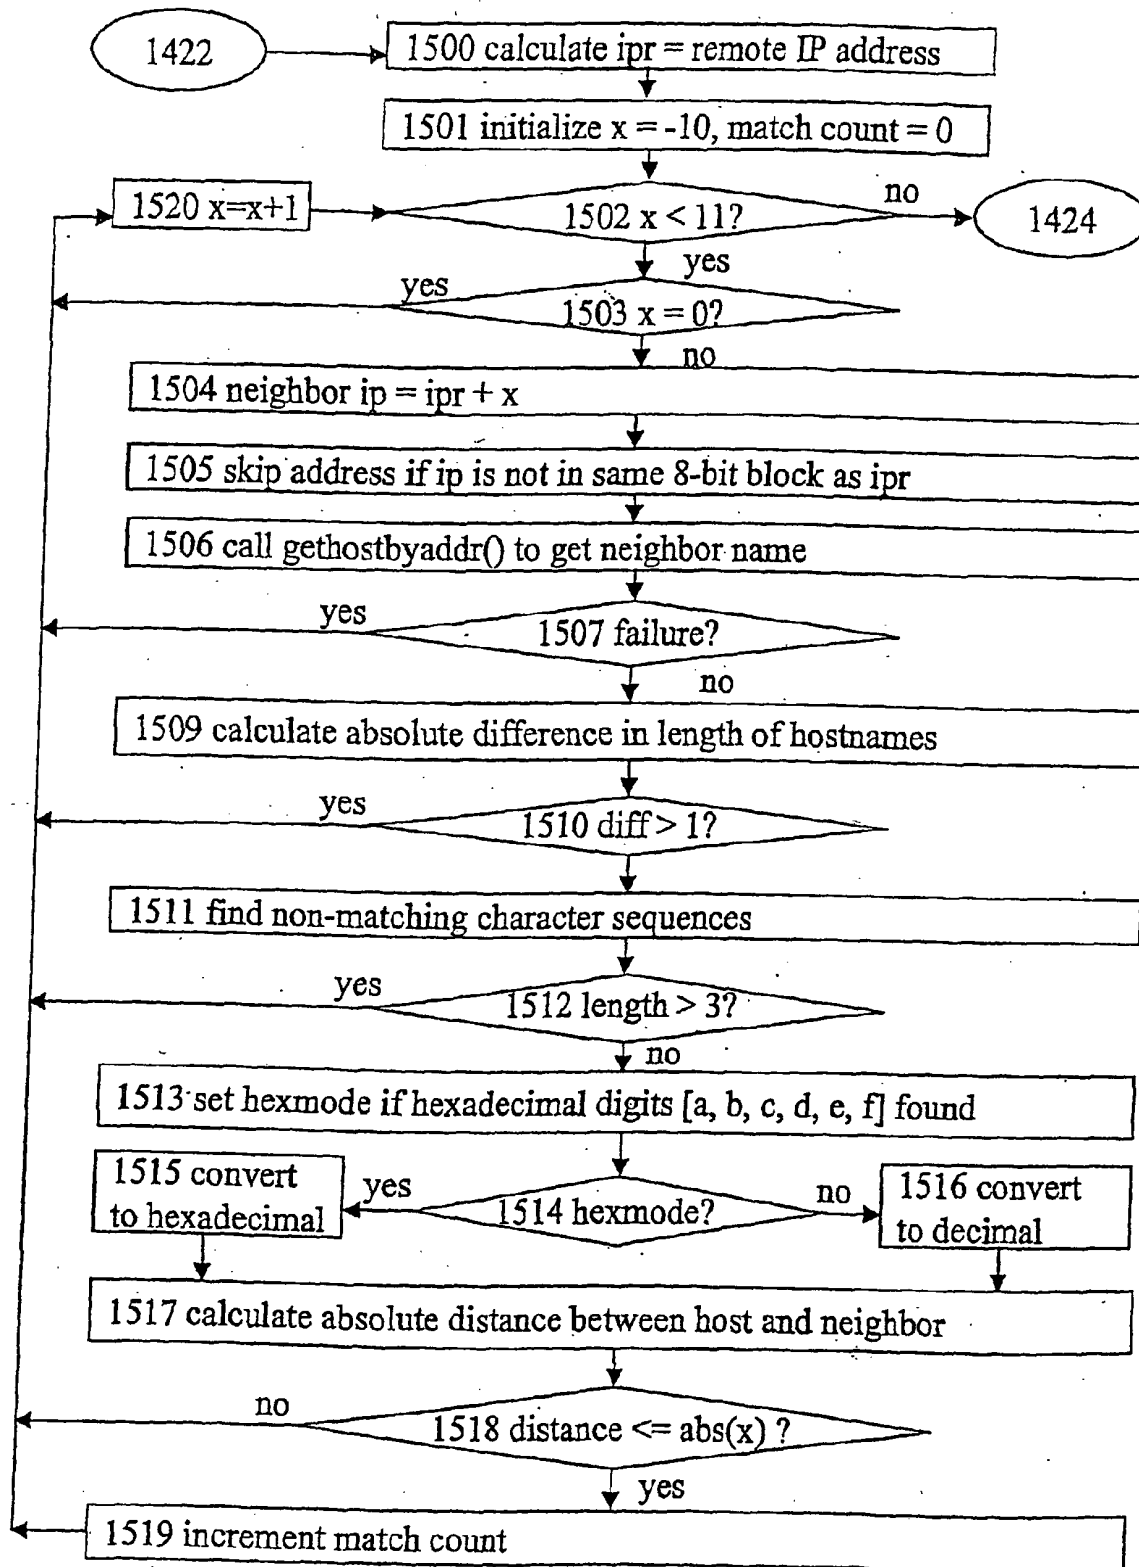 1422
1500 calculate ipr = remote IP address
1501 initialize x = -10, match count = 0
1520 x=x+1
1502 x < 11?
no
1424
yes
yes
1503 x = 0?
no
1504 neighbor ip = ipr + x
1505 skip address if ip is not in same 8-bit block as ipr
1506 call gethostbyaddr() to get neighbor name
yes
1507 failure?
no
1509 calculate absolute difference in length of hostnames
yes
1510 diff > 1?
1511 find non-matching character sequences
yes
1512 length > 3?
no
1513 set hexmode if hexadecimal digits [a, b, c, d, e, f] found
1515 convert
to hexadecimal
yes
1514 hexmode?
no
1516 convert
to decimal
1517 calculate absolute distance between host and neighbor
no
1518 distance <= abs(x) ?
yes
1519 increment match count